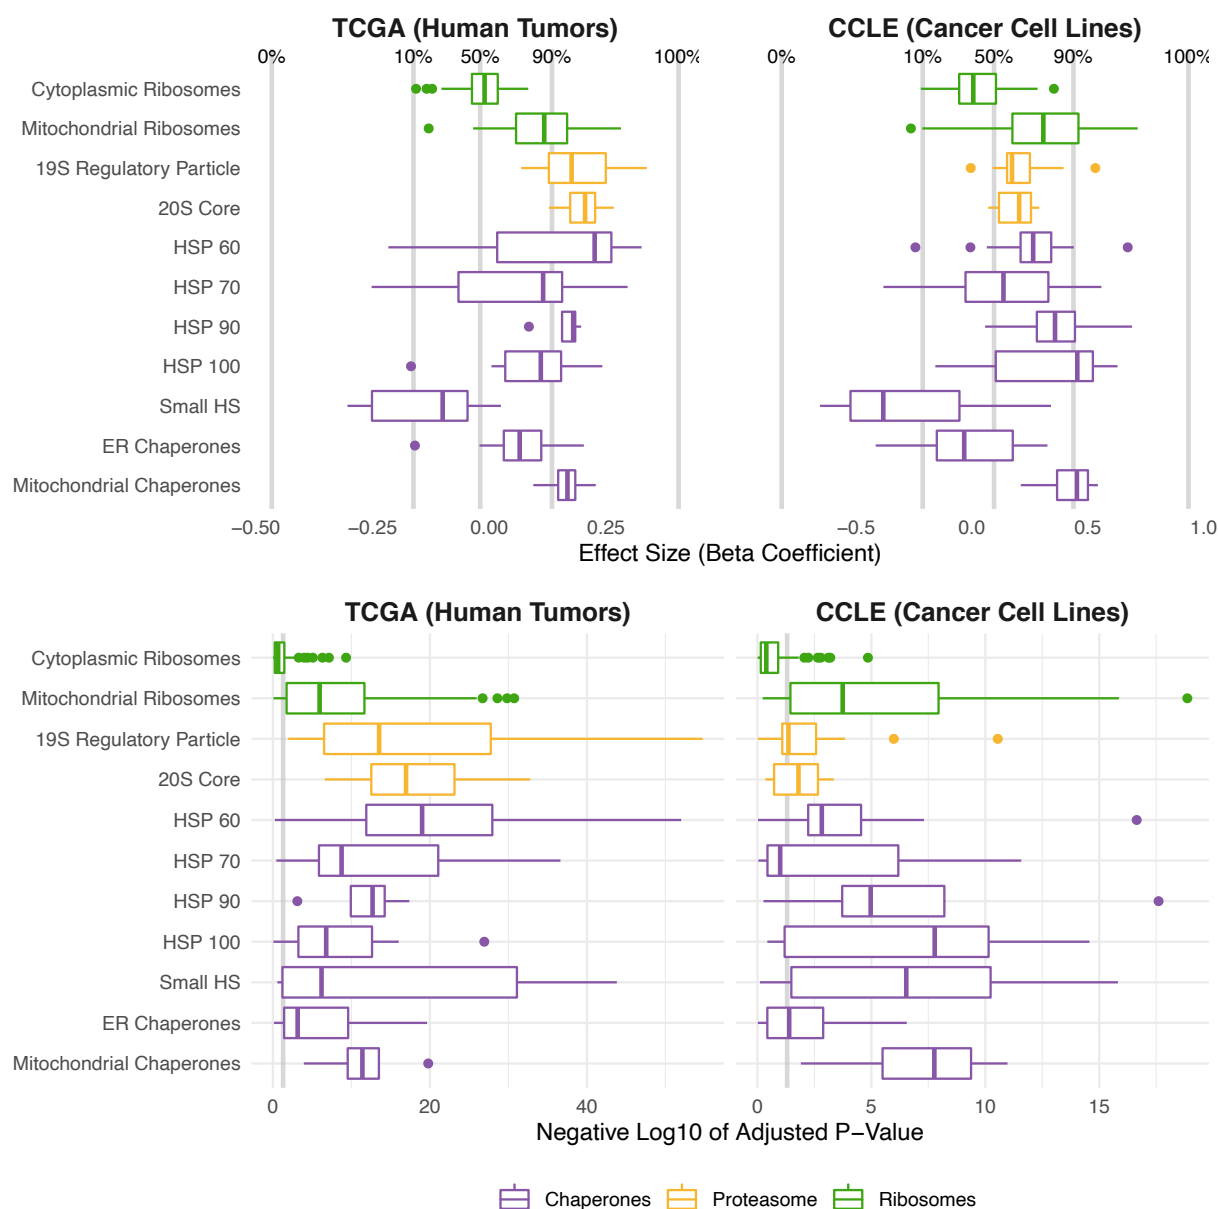 TCGA (Human Tumors) CCLE (Cancer Cell Lines)
0% 10% 50% 90% 100% 0% 10% 50% 90% 100%
Cytoplasmic Ribosomes
Mitochondrial Ribosomes
19S Regulatory Particle
20S Core
HSP 60
HSP 70
HSP 90
HSP 100
Small HS
ER Chaperones
Mitochondrial Chaperones
−0.50 −0.25 0.00 0.25 −0.5 0.0 0.5 1.0
Effect Size (Beta Coefficient)
TCGA (Human Tumors) CCLE (Cancer Cell Lines)
Cytoplasmic Ribosomes
Mitochondrial Ribosomes
19S Regulatory Particle
20S Core
HSP 60
HSP 70
HSP 90
HSP 100
Small HS
ER Chaperones
Mitochondrial Chaperones
0 20 40 0 5 10 15
Negative Log10 of Adjusted P−Value
Chaperones Proteasome Ribosomes